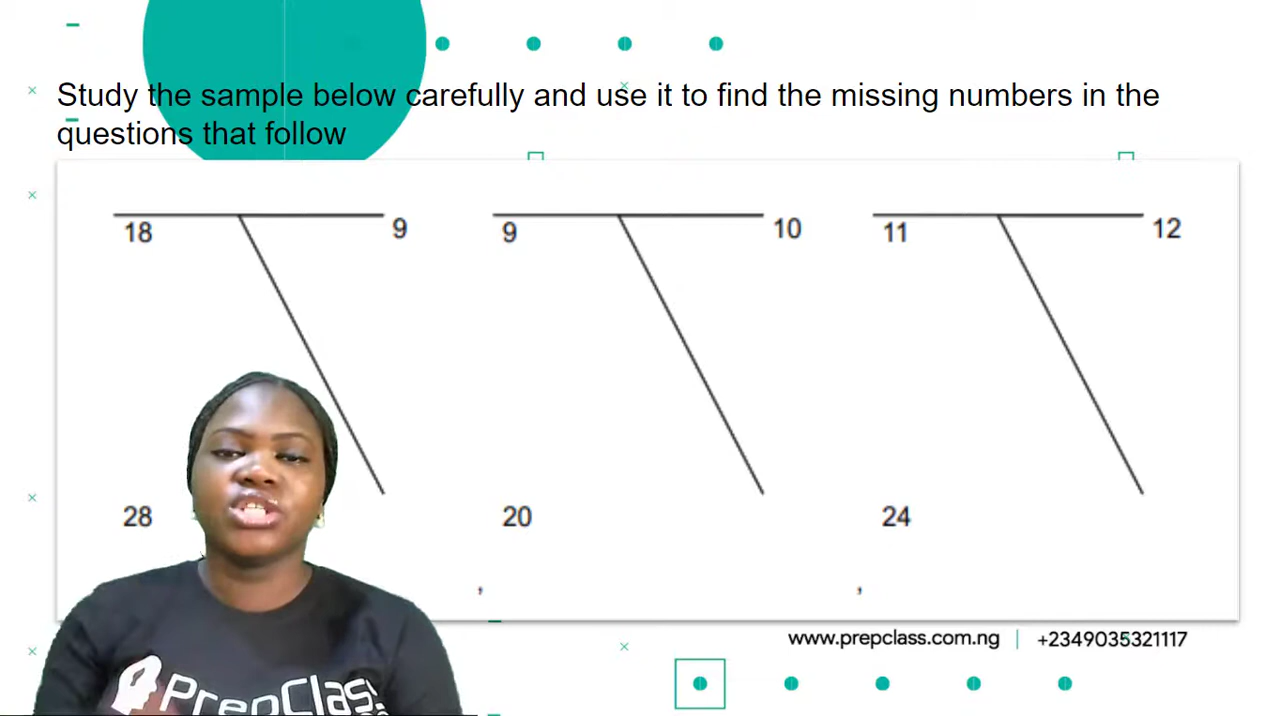 Study the sample below carefully and use it to find the missing numbers in the
questions that follow
18 9 9 10 11 12
28 20 24
, ,
www.prepclass.com.ng | +2349035321117
PrepClass